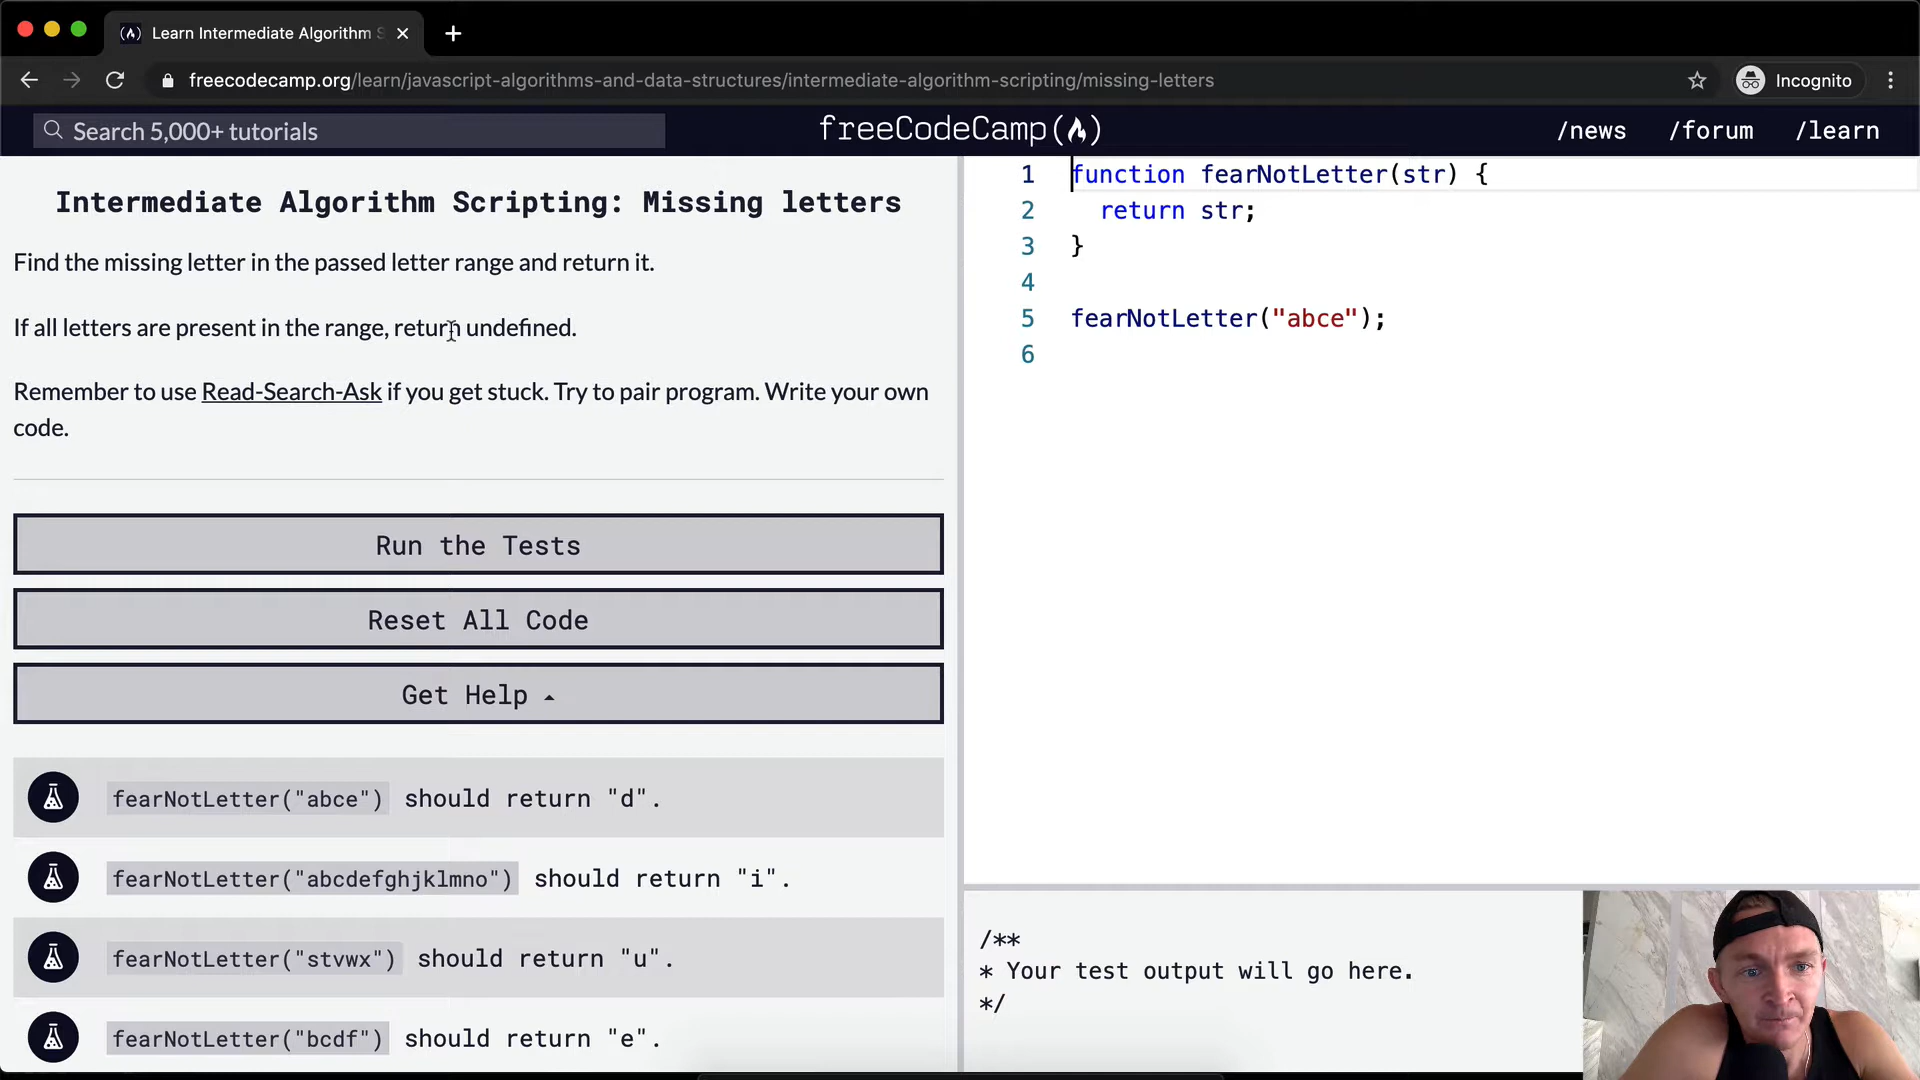 Learn Intermediate Algorithm S
freecodecamp.org/learn/javascript-algorithms-and-data-structures/intermediate-algorithm-scripting/missing-letters
Incognito
Search 5,000+ tutorials
freeCodeCamp
/news
/forum
/learn
Intermediate Algorithm Scripting: Missing letters
Find the missing letter in the passed letter range and return it.
If all letters are present in the range, return undefined.
Remember to use Read-Search-Ask if you get stuck. Try to pair program. Write your own
code.
Run the Tests
Reset All Code
Get Help
fearNotLetter("abce") should return "d".
fearNotLetter("abcdefghjklmno") should return "i".
fearNotLetter("stvwx") should return "u".
fearNotLetter("bcdf") should return "e".
1 function fearNotLetter(str) {
2 return str;
3 }
4
5 fearNotLetter("abce");
6
/**
* Your test output will go here.
*/